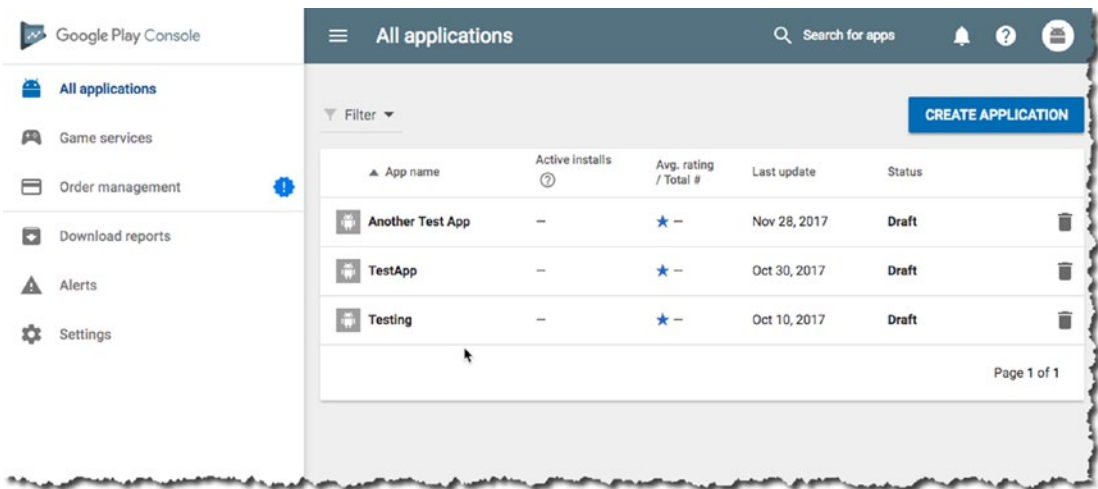 Google Play Console
All applications
Search for apps
All applications
Game services
Order management
Download reports
Alerts
Settings
Filter
CREATE APPLICATION
App name
Active installs
Avg. rating
/ Total #
Last update
Status
Another Test App – – Nov 28, 2017 Draft
TestApp – – Oct 30, 2017 Draft
Testing – – Oct 10, 2017 Draft
Page 1 of 1